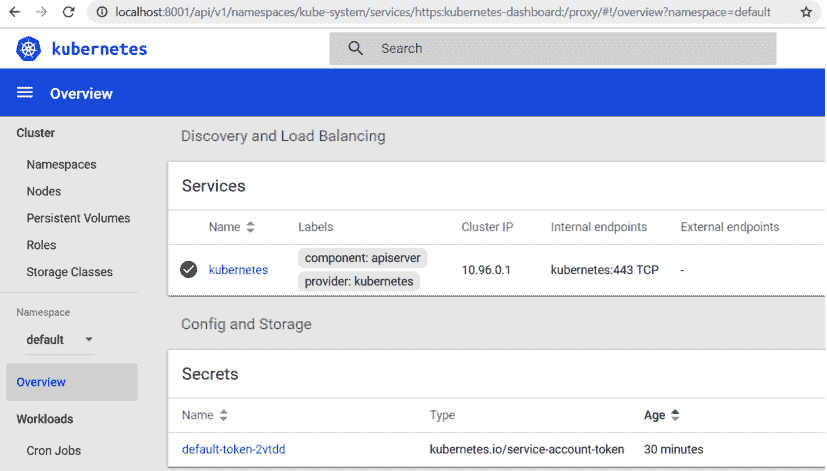 localhost:8001/api/v1/namespaces/kube-system/services/https:kubernetes-dashboard:/proxy/#!/overview?namespace=default
kubernetes
Search
Overview
Cluster
Namespaces
Nodes
Persistent Volumes
Roles
Storage Classes
Namespace
default
Overview
Workloads
Cron Jobs
Discovery and Load Balancing
Services
Name Labels Cluster IP Internal endpoints External endpoints
kubernetes component: apiserver 10.96.0.1 kubernetes:443 TCP -
provider: kubernetes
Config and Storage
Secrets
Name Type Age
default-token-2vtdd kubernetes.io/service-account-token 30 minutes